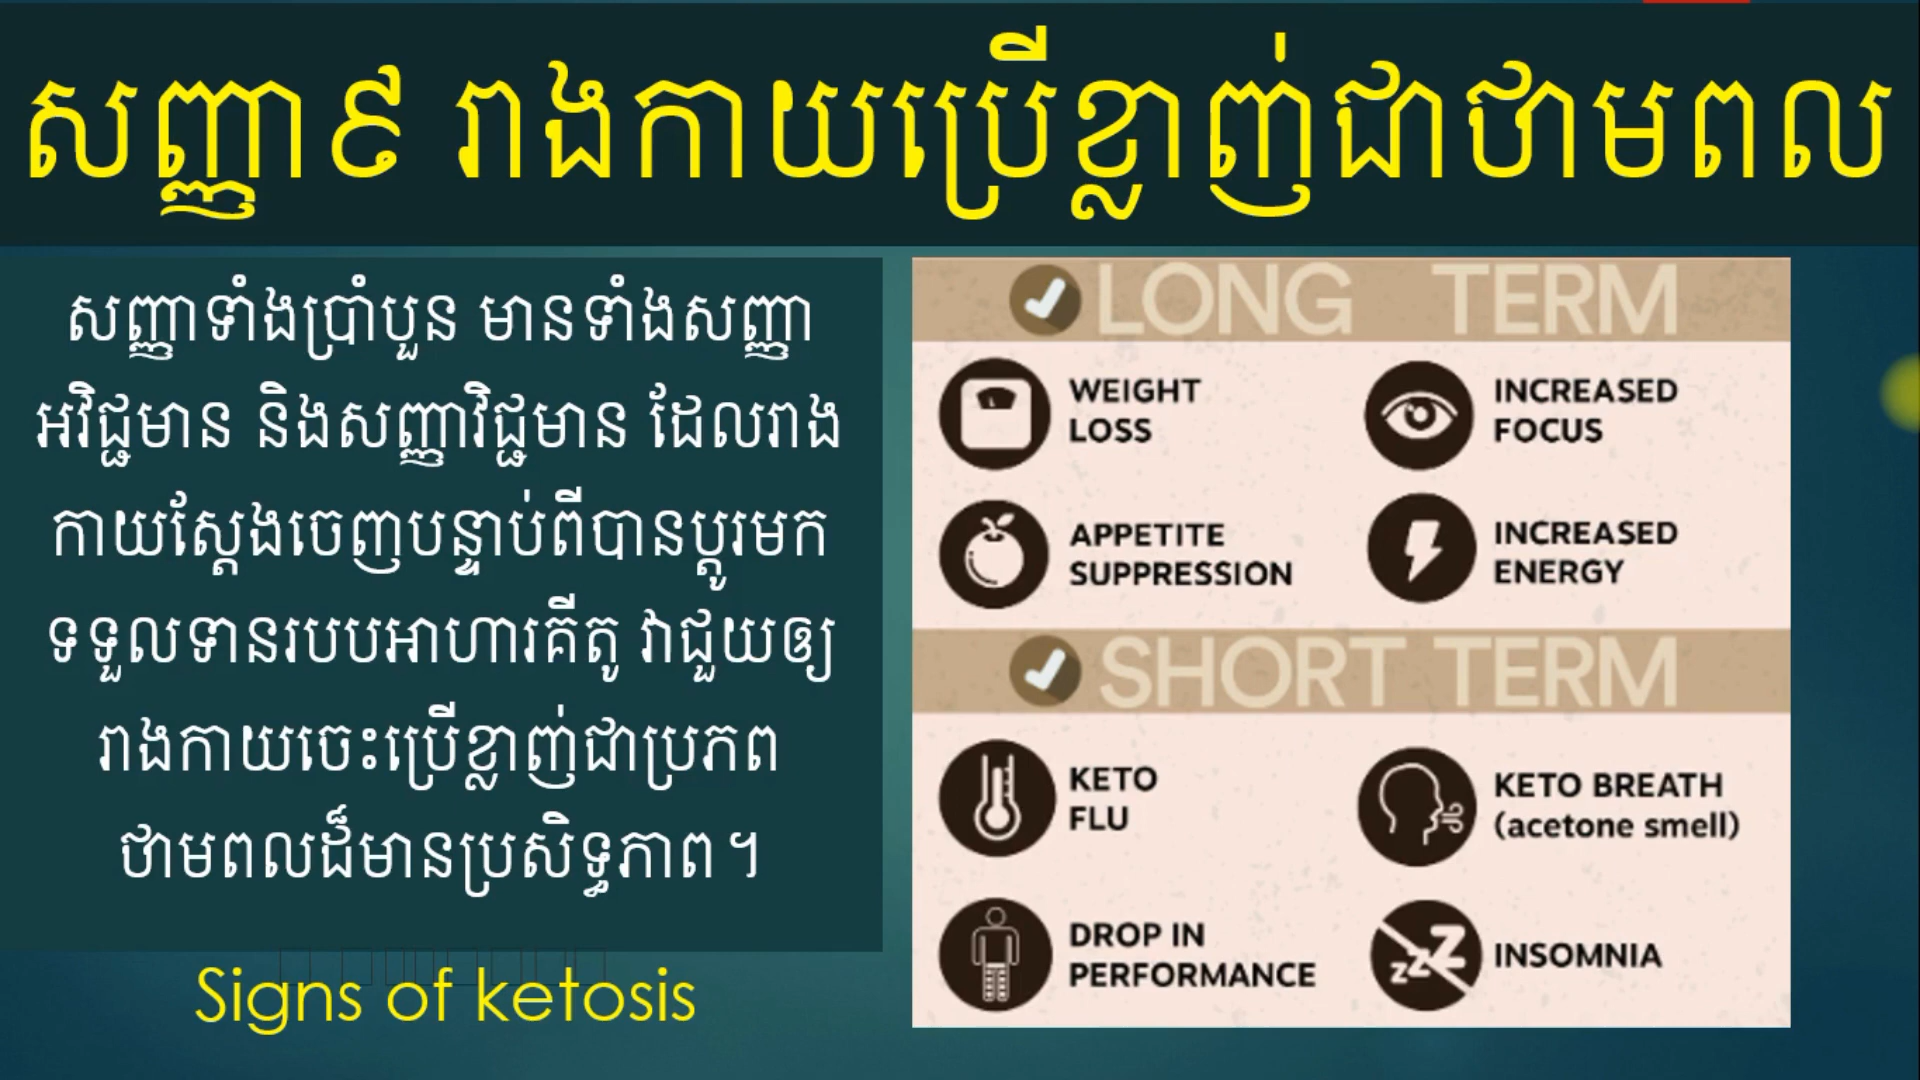 សញ្ញា៩ រាងកាយប្រើខ្លាញ់ជាថាមពល
សញ្ញាទាំងប្រាំបួន មានទាំងសញ្ញា
អវិជ្ជមាន និងសញ្ញាវិជ្ជមាន ដែលរាង
កាយស្តែងចេញបន្ទាប់ពីបានប្តូរមក
ទទួលទានរបបអាហារគីតូ វាជួយឲ្យ
រាងកាយចេះប្រើខ្លាញ់ជាប្រភព
ថាមពលដ៏មានប្រសិទ្ធភាព។
Signs of ketosis
LONG TERM
WEIGHT
LOSS
INCREASED
FOCUS
APPETITE
SUPPRESSION
INCREASED
ENERGY
SHORT TERM
KETO
FLU
KETO BREATH
(acetone smell)
DROP IN
PERFORMANCE
INSOMNIA